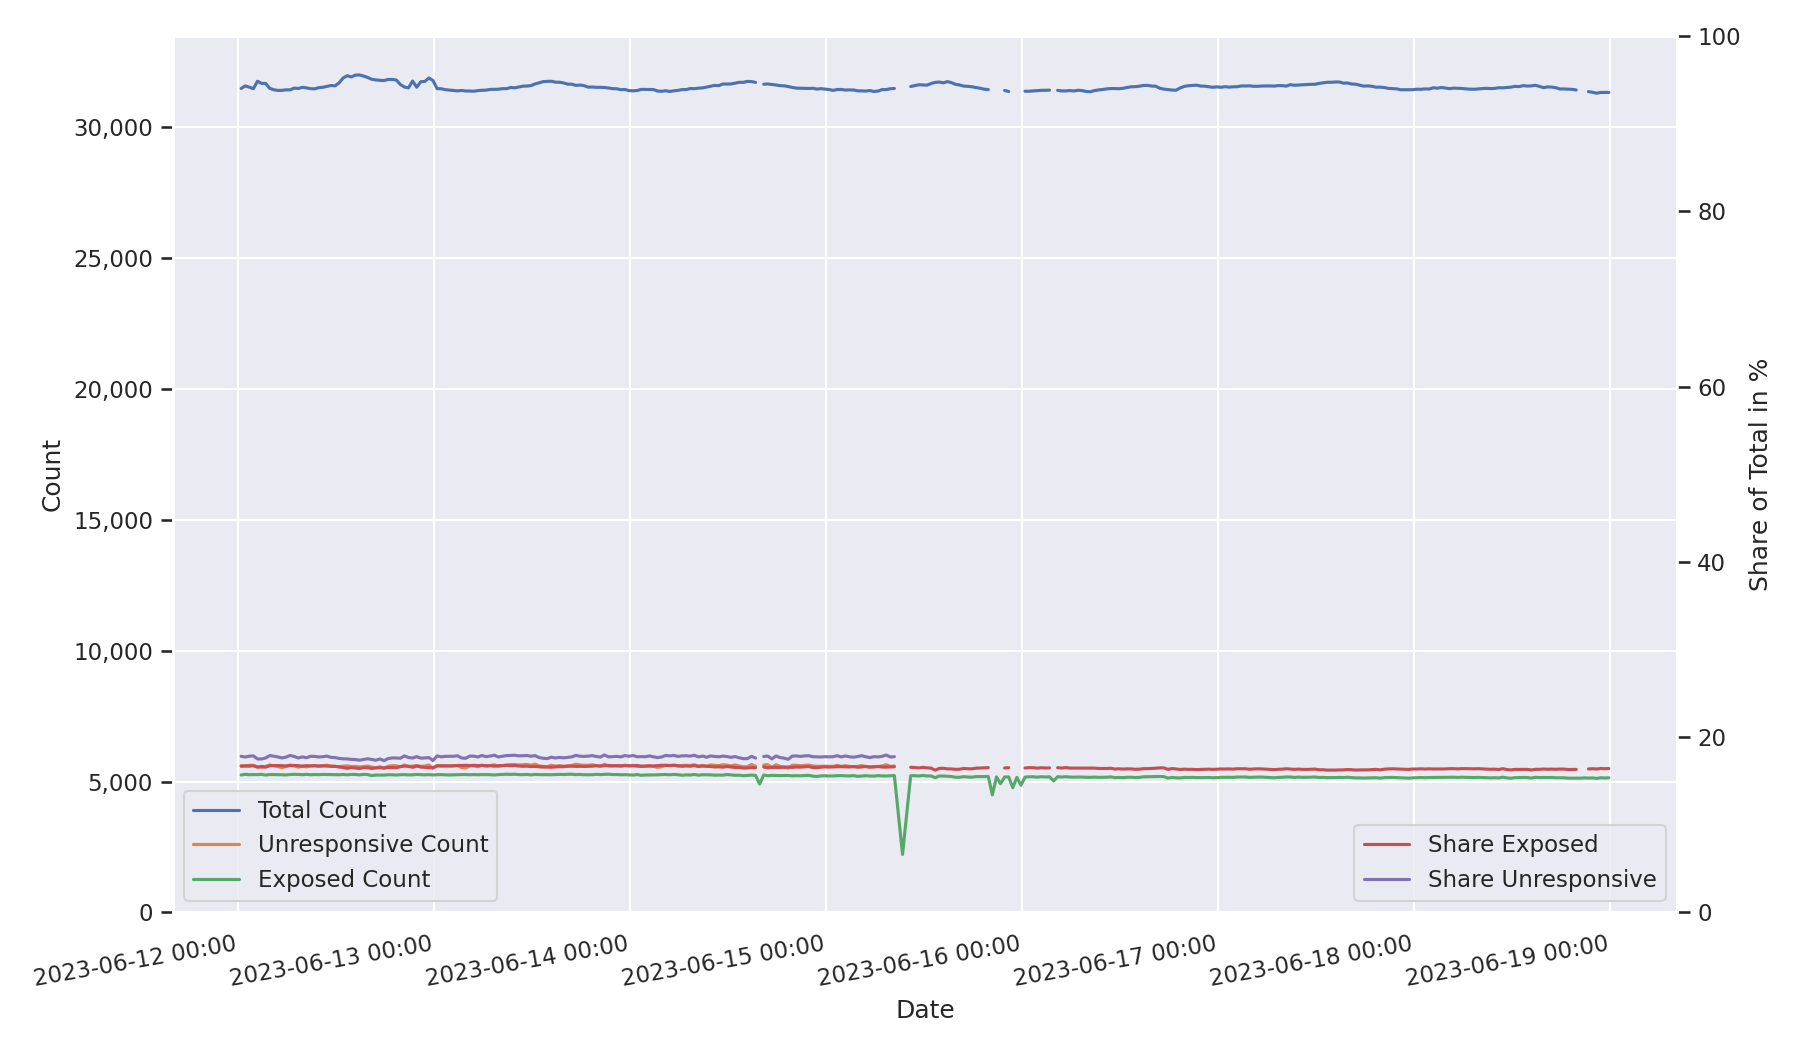 100
30,000
80
25,000
20,000
60
Count
Share of Total in %
15,000
40
10,000
20
5,000
Total Count
Unresponsive Count
Exposed Count
Share Exposed
Share Unresponsive
0
0
2023-06-12 00:00
2023-06-13 00:00
2023-06-14 00:00
2023-06-15 00:00
2023-06-16 00:00
2023-06-17 00:00
2023-06-18 00:00
2023-06-19 00:00
Date